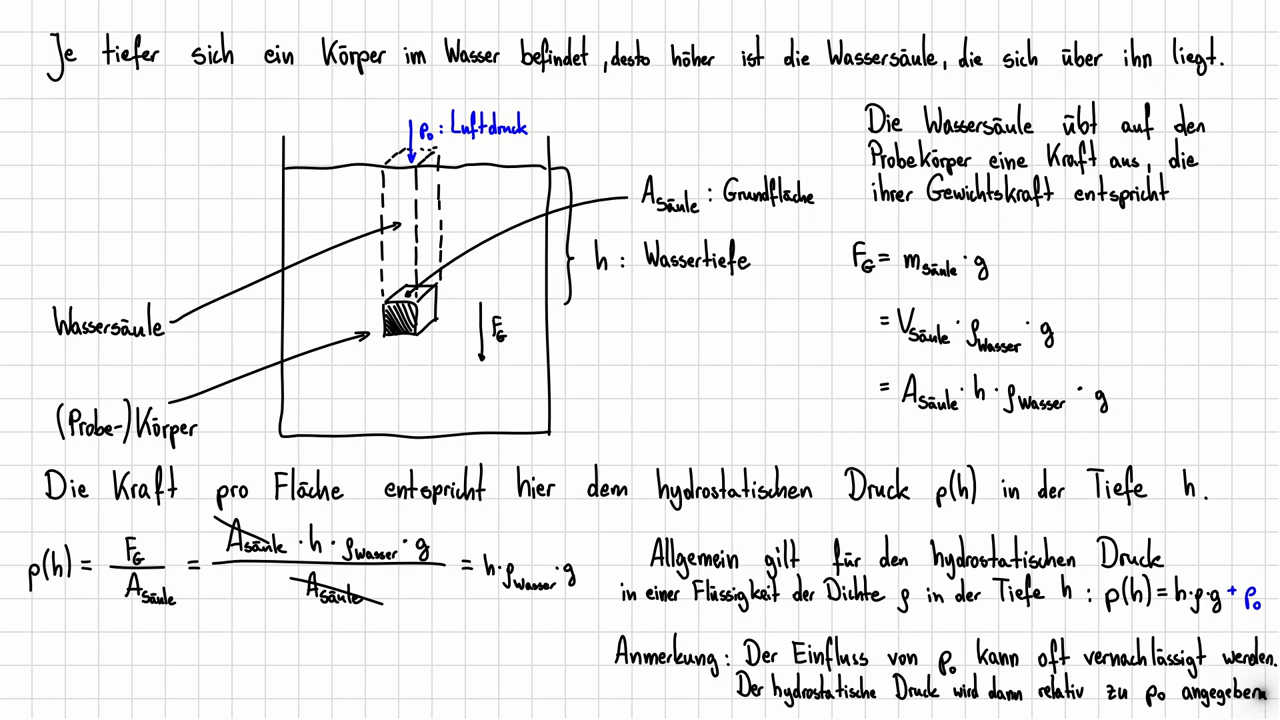 Je tiefer sich ein Körper im Wasser befindet, desto höher ist die Wassersäule, die sich über ihn liegt.
p₀ : Luftdruck
A_Säule : Grundfläche
h : Wassertiefe
Wassersäule
F_G
(Probe-)Körper
Die Wassersäule übt auf den
Probekörper eine Kraft aus, die
ihrer Gewichtskraft entspricht
F_G = m_Säule · g
= V_Säule · ρ_Wasser · g
= A_Säule · h · ρ_Wasser · g
Die Kraft pro Fläche entspricht hier dem hydrostatischen Druck p(h) in der Tiefe h.
p(h) = F_G / A_Säule = A_Säule · h · ρ_Wasser · g / A_Säule = h · ρ_Wasser · g
Allgemein gilt für den hydrostatischen Druck
in einer Flüssigkeit der Dichte ρ in der Tiefe h : p(h) = h · ρ · g + p₀
Anmerkung : Der Einfluss von p₀ kann oft vernachlässigt werden.
Der hydrostatische Druck wird dann relativ zu p₀ angegeben